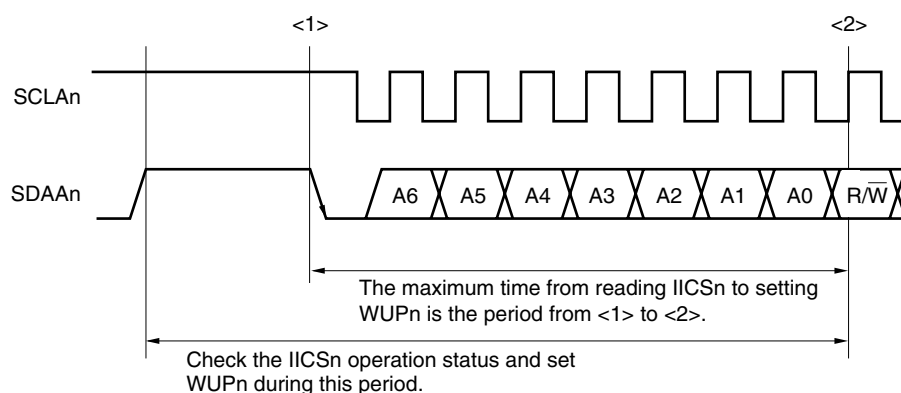 <1>
<2>
SCLAn
SDAAn
A6 A5 A4 A3 A2 A1 A0 R/W̅
The maximum time from reading IICSn to setting
WUPn is the period from <1> to <2>.
Check the IICSn operation status and set
WUPn during this period.